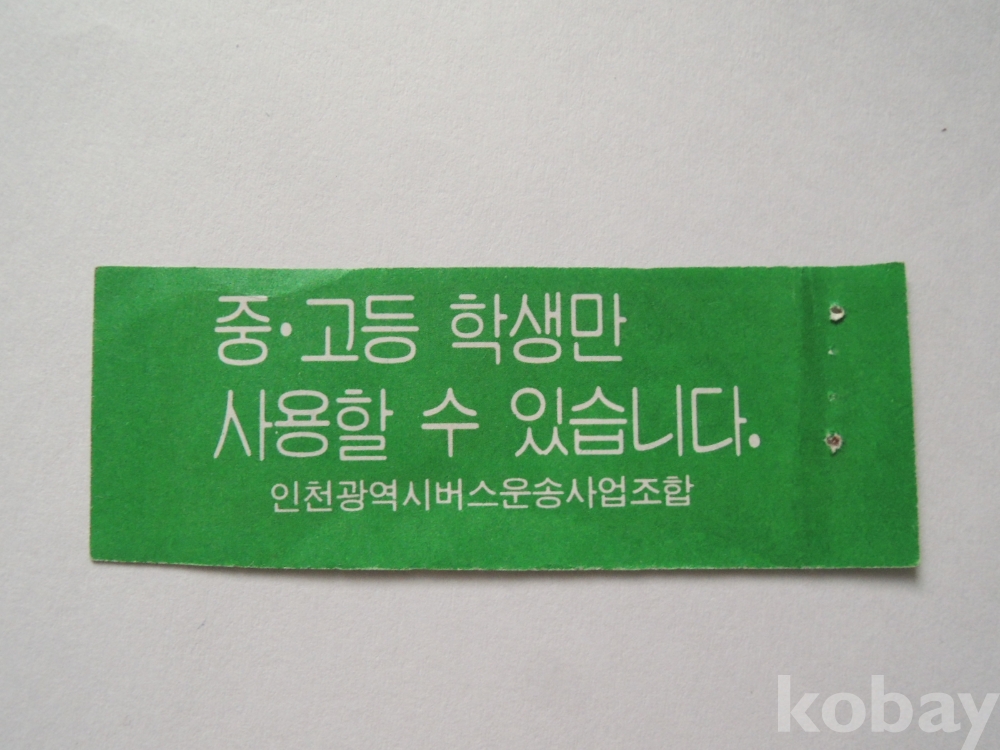 중·고등 학생만
사용할 수 있습니다.
인천광역시버스운송사업조합
kobay